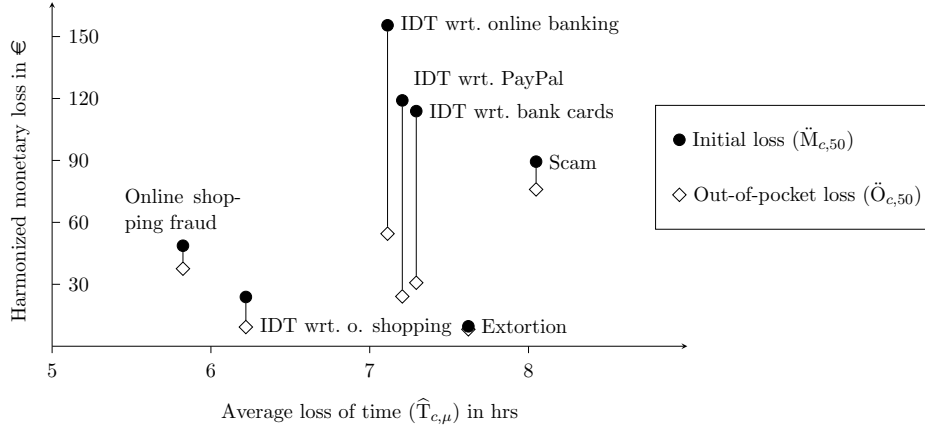 150
120
90
60
30
5
6
7
8
Harmonized monetary loss in €
Average loss of time (T̂c,μ) in hrs
IDT wrt. online banking
IDT wrt. PayPal
IDT wrt. bank cards
Scam
Online shop-
ping fraud
IDT wrt. o. shopping
Extortion
Initial loss (M̈c,50)
Out-of-pocket loss (Öc,50)